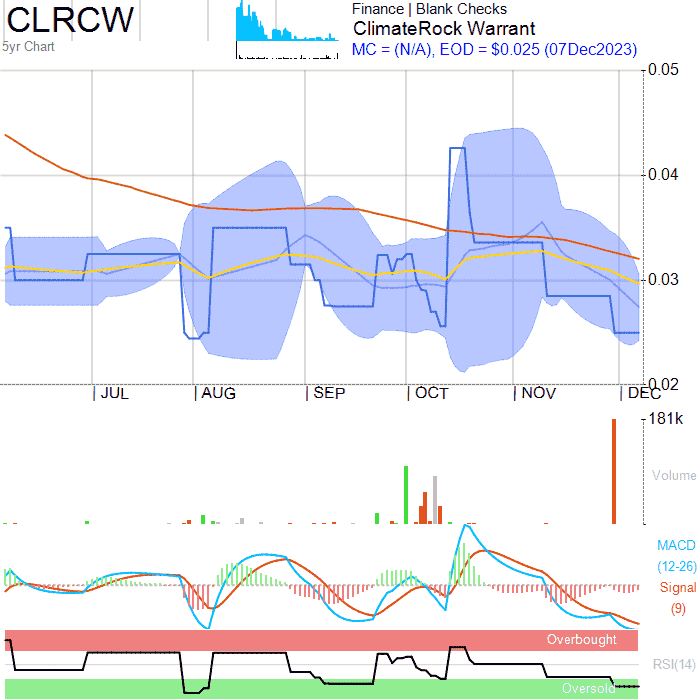 CLRCW
5yr Chart
Finance | Blank Checks
ClimateRock Warrant
MC = (N/A), EOD = $0.025 (07Dec2023)
0.05
0.04
0.03
0.02
JUL AUG SEP OCT NOV DEC
181k
Volume
MACD
(12-26)
Signal
(9)
Overbought
RSI(14)
Oversold